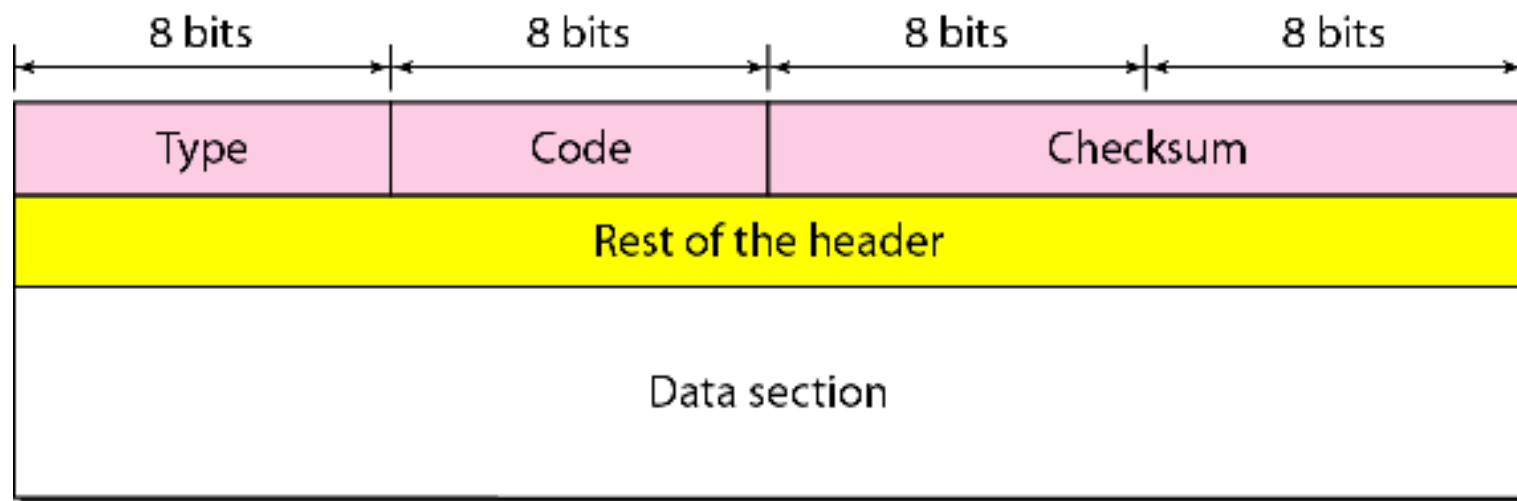 8 bits 8 bits 8 bits 8 bits
Type Code Checksum
Rest of the header
Data section